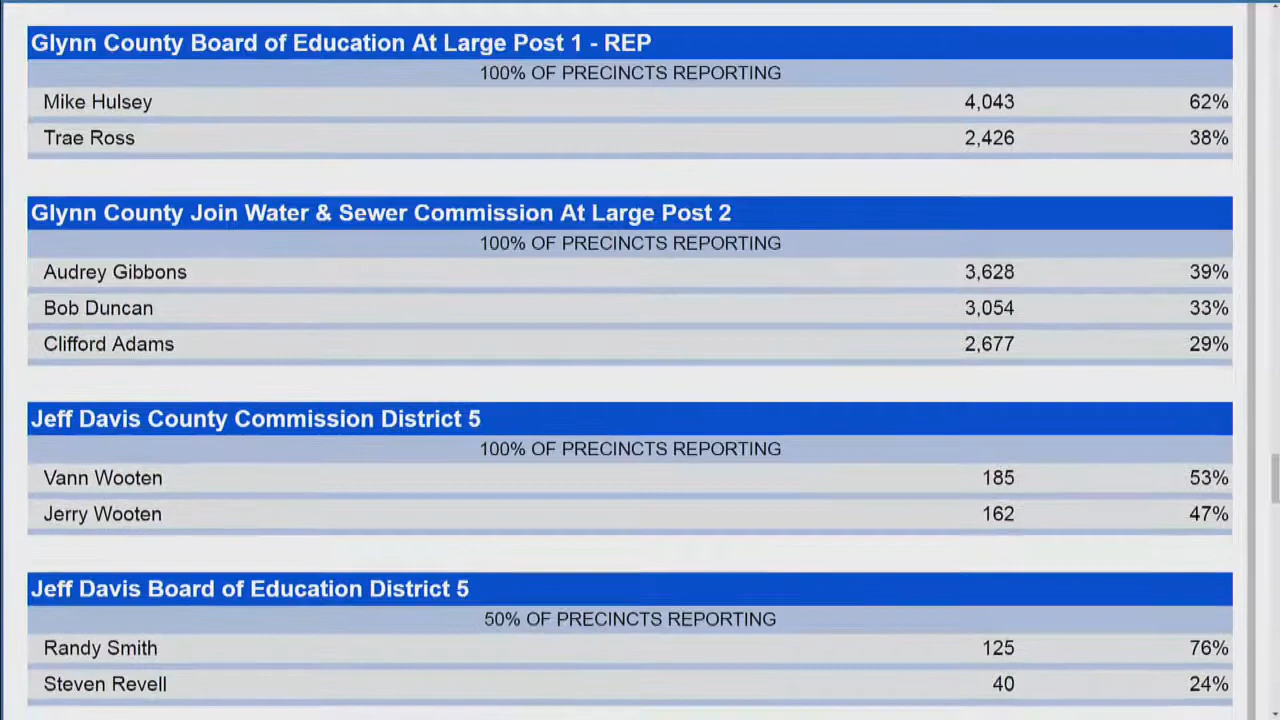 Glynn County Board of Education At Large Post 1 - REP
100% OF PRECINCTS REPORTING
Mike Hulsey 4,043 62%
Trae Ross 2,426 38%
Glynn County Join Water & Sewer Commission At Large Post 2
100% OF PRECINCTS REPORTING
Audrey Gibbons 3,628 39%
Bob Duncan 3,054 33%
Clifford Adams 2,677 29%
Jeff Davis County Commission District 5
100% OF PRECINCTS REPORTING
Vann Wooten 185 53%
Jerry Wooten 162 47%
Jeff Davis Board of Education District 5
50% OF PRECINCTS REPORTING
Randy Smith 125 76%
Steven Revell 40 24%